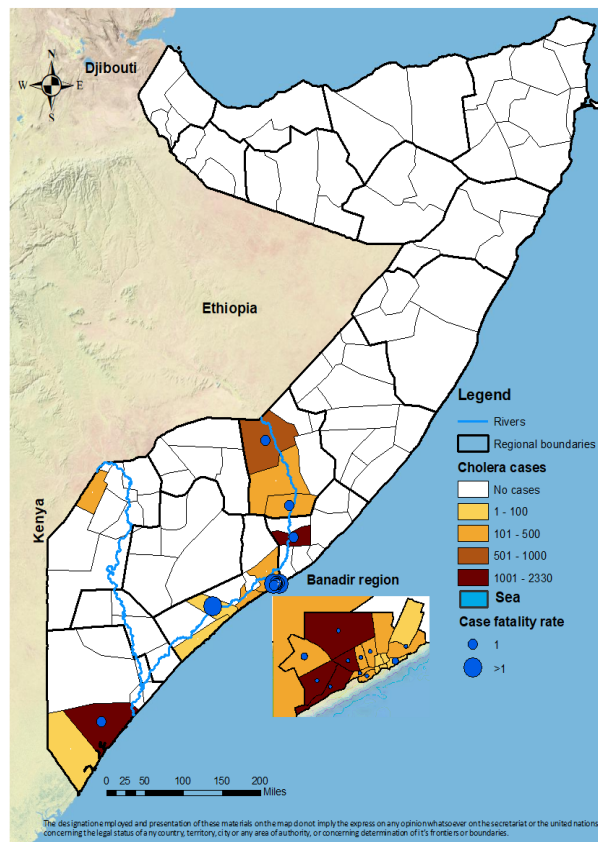 N
Djibouti
W
E
S
Ethiopia
Kenya
Legend
Rivers
Regional boundaries
Cholera cases
No cases
1 - 100
101 - 500
501 - 1000
1001 - 2330
Sea
Case fatality rate
1
>1
Banadir region
0 25 50 100 150 200
Miles
The designation employed and presentation of these materials on the map do not imply the express on any opinion whatsoever on the secretariat or the united nations
concerning the legal status of any country, territory, city or any area of authority, or concerning determination of it's frontiers or boundaries.